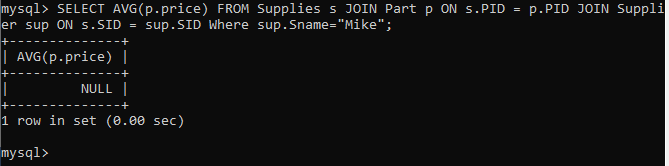 mysql> SELECT AVG(p.price) FROM Supplies s JOIN Part p ON s.PID = p.PID JOIN Suppli
er sup ON s.SID = sup.SID Where sup.Sname="Mike";
+--------------+
| AVG(p.price) |
+--------------+
|         NULL |
+--------------+
1 row in set (0.00 sec)
mysql>